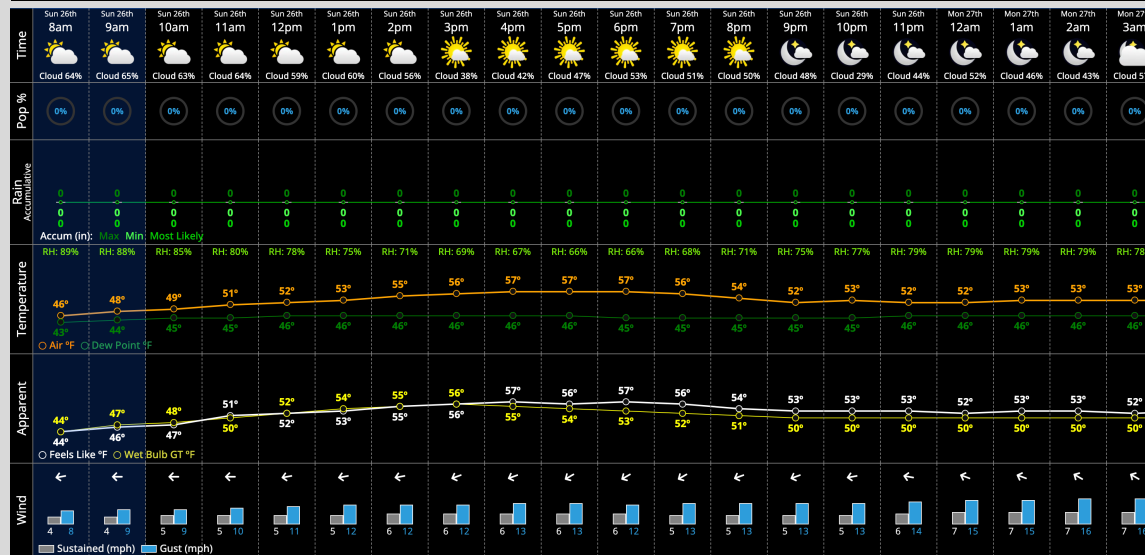 Sun 26th Sun 26th Sun 26th Sun 26th Sun 26th Sun 26th Sun 26th Sun 26th Sun 26th Sun 26th Sun 26th Sun 26th Sun 26th Sun 26th Sun 26th Sun 26th Mon 27th Mon 27th Mon 27th Mon 27
Time 8am 9am 10am 11am 12pm 1pm 2pm 3pm 4pm 5pm 6pm 7pm 8pm 9pm 10pm 11pm 12am 1am 2am 3am
Cloud 64% Cloud 65% Cloud 63% Cloud 64% Cloud 59% Cloud 60% Cloud 56% Cloud 38% Cloud 42% Cloud 47% Cloud 53% Cloud 51% Cloud 50% Cloud 48% Cloud 29% Cloud 44% Cloud 52% Cloud 46% Cloud 43% Cloud 5
Pop % 0% 0% 0% 0% 0% 0% 0% 0% 0% 0% 0% 0% 0% 0% 0% 0% 0% 0% 0% 0%
Rain
Accumulative
0 0 0 0 0 0 0 0 0 0 0 0 0 0 0 0 0 0 0 0
0 0 0 0 0 0 0 0 0 0 0 0 0 0 0 0 0 0 0 0
0 0 0 0 0 0 0 0 0 0 0 0 0 0 0 0 0 0 0 0
Accum (in): Max Min Most Likely
RH: 89% RH: 88% RH: 85% RH: 80% RH: 78% RH: 75% RH: 71% RH: 69% RH: 67% RH: 66% RH: 66% RH: 68% RH: 71% RH: 75% RH: 77% RH: 79% RH: 79% RH: 79% RH: 79% RH: 78
Temperature
46° 48° 49° 51° 52° 53° 55° 56° 57° 57° 57° 56° 54° 52° 53° 52° 52° 53° 53° 53°
43° 44° 45° 45° 46° 46° 46° 46° 46° 46° 45° 45° 45° 45° 45° 46° 46° 46° 46° 46°
Air °F Dew Point °F
Apparent
44° 47° 48° 51° 52° 54° 55° 56° 57° 56° 57° 56° 54° 53° 53° 53° 52° 53° 53° 52°
44° 46° 47° 50° 52° 53° 55° 56° 55° 54° 53° 52° 51° 50° 50° 50° 50° 50° 50° 50°
Feels Like °F Wet Bulb GT °F
Wind
4 8 4 9 5 9 5 10 5 11 5 12 6 12 6 12 6 13 6 13 6 12 5 13 5 13 5 13 5 13 6 14 7 15 7 15 7 16 7 16
Sustained (mph) Gust (mph)